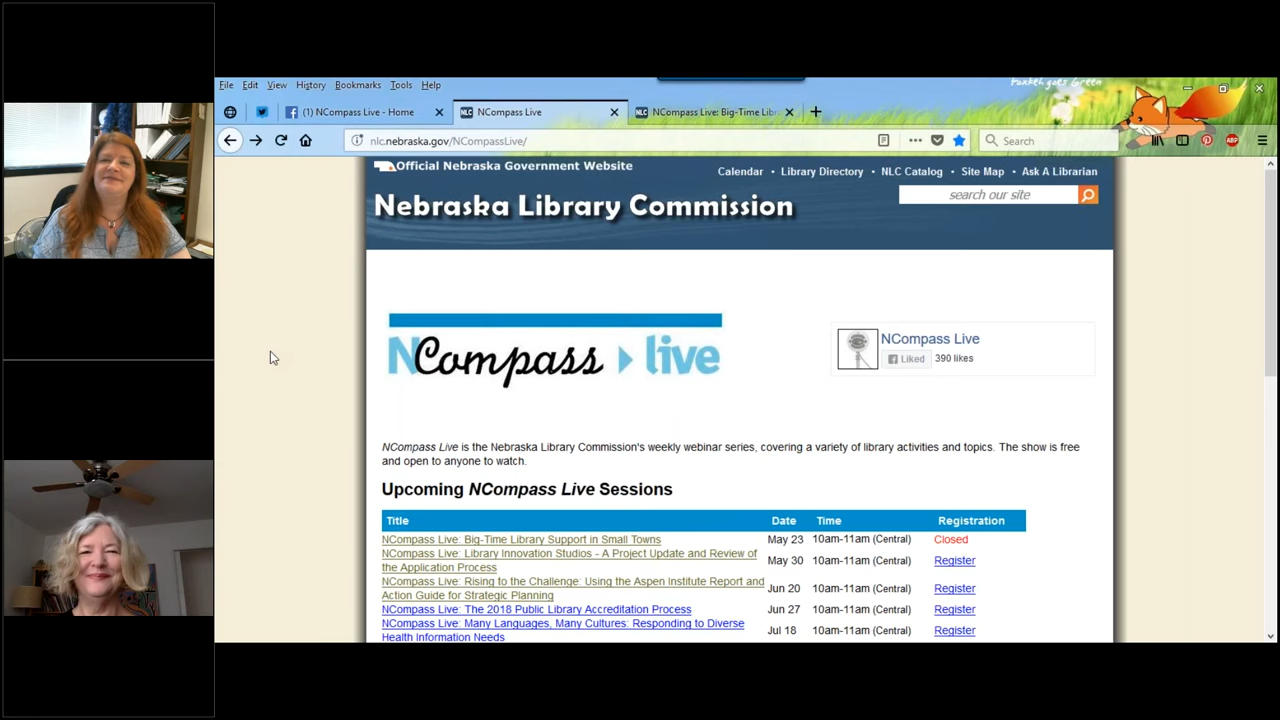 Foxkeh goes Green
File Edit View History Bookmarks Tools Help
(1) NCompass Live - Home
NLC NCompass Live
NLC NCompass Live: Big-Time Libr
nlc.nebraska.gov/NCompassLive/
Search
ABP
Official Nebraska Government Website
Calendar • Library Directory • NLC Catalog • Site Map • Ask A Librarian
search our site
Nebraska Library Commission
NCompass live
NCompass Live
Liked 390 likes
NCompass Live is the Nebraska Library Commission's weekly webinar series, covering a variety of library activities and topics. The show is free
and open to anyone to watch.
Upcoming NCompass Live Sessions
Title Date Time Registration
NCompass Live: Big-Time Library Support in Small Towns May 23 10am-11am (Central) Closed
NCompass Live: Library Innovation Studios - A Project Update and Review of
the Application Process May 30 10am-11am (Central) Register
NCompass Live: Rising to the Challenge: Using the Aspen Institute Report and
Action Guide for Strategic Planning Jun 20 10am-11am (Central) Register
NCompass Live: The 2018 Public Library Accreditation Process Jun 27 10am-11am (Central) Register
NCompass Live: Many Languages, Many Cultures: Responding to Diverse
Health Information Needs Jul 18 10am-11am (Central) Register